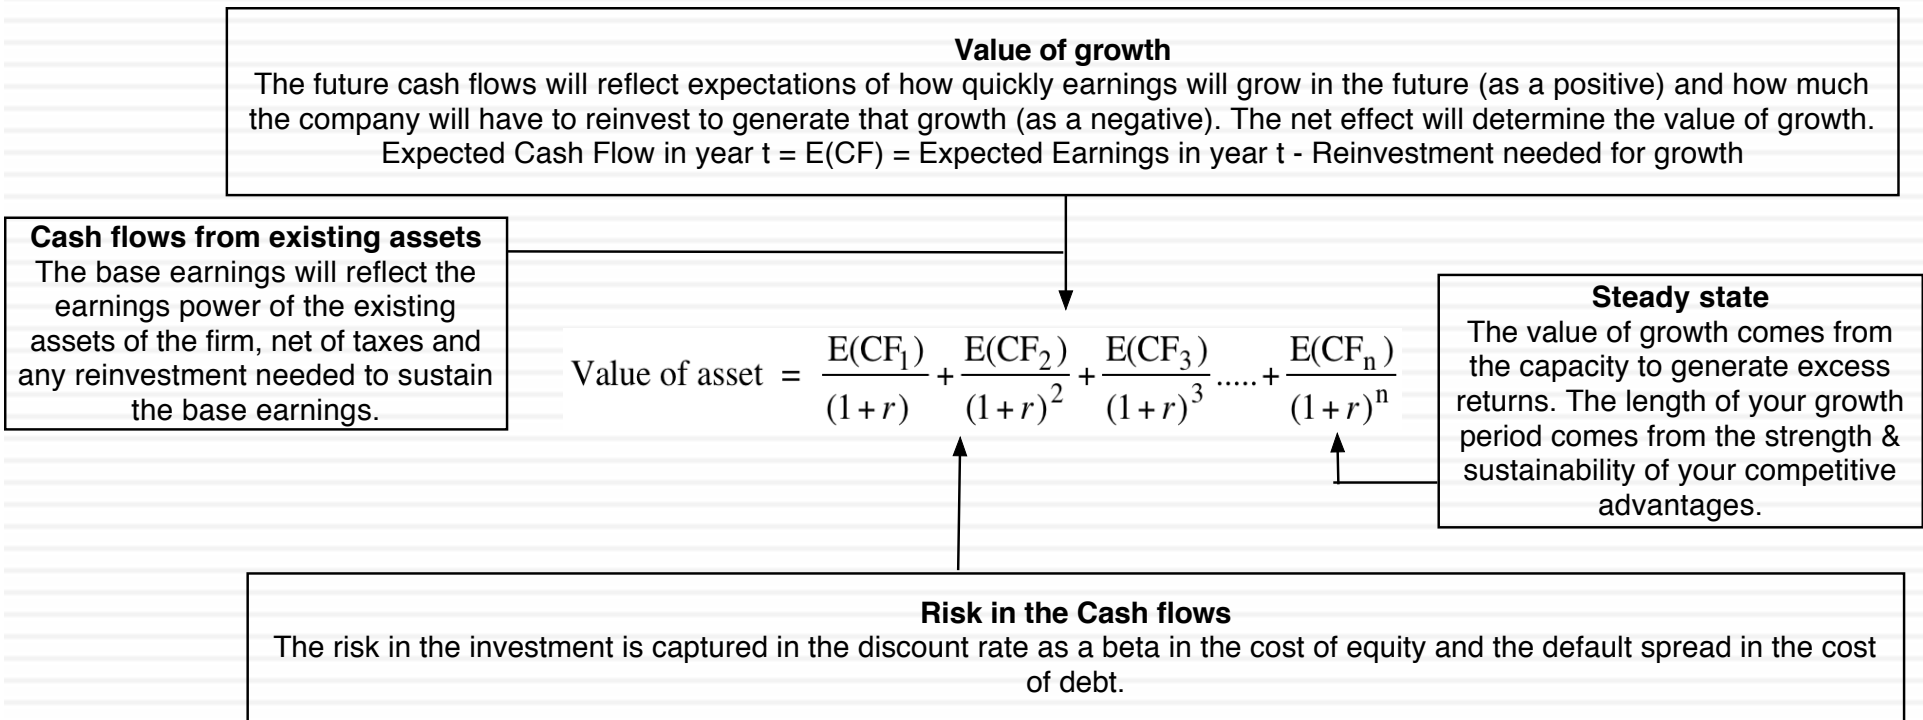 Value of growth
The future cash flows will reflect expectations of how quickly earnings will grow in the future (as a positive) and how much
the company will have to reinvest to generate that growth (as a negative). The net effect will determine the value of growth.
Expected Cash Flow in year t = E(CF) = Expected Earnings in year t - Reinvestment needed for growth
Cash flows from existing assets
The base earnings will reflect the
earnings power of the existing
assets of the firm, net of taxes and
any reinvestment needed to sustain
the base earnings.
Value of asset = E(CF₁)/(1+r) + E(CF₂)/(1+r)² + E(CF₃)/(1+r)³ ..... + E(CFₙ)/(1+r)ⁿ
Steady state
The value of growth comes from
the capacity to generate excess
returns. The length of your growth
period comes from the strength &
sustainability of your competitive
advantages.
Risk in the Cash flows
The risk in the investment is captured in the discount rate as a beta in the cost of equity and the default spread in the cost
of debt.